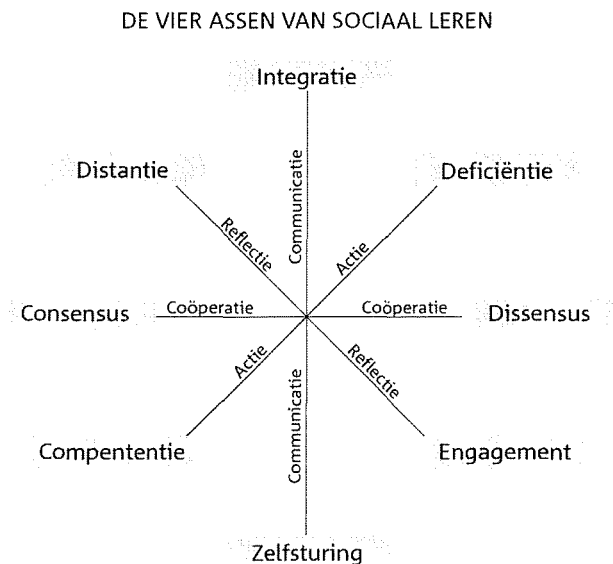 DE VIER ASSEN VAN SOCIAAL LEREN
Integratie
Distantie
Deficiëntie
Communicatie
Reflectie
Actie
Consensus
Coöperatie
Coöperatie
Dissensus
Actie
Reflectie
Communicatie
Compententie
Engagement
Zelfsturing